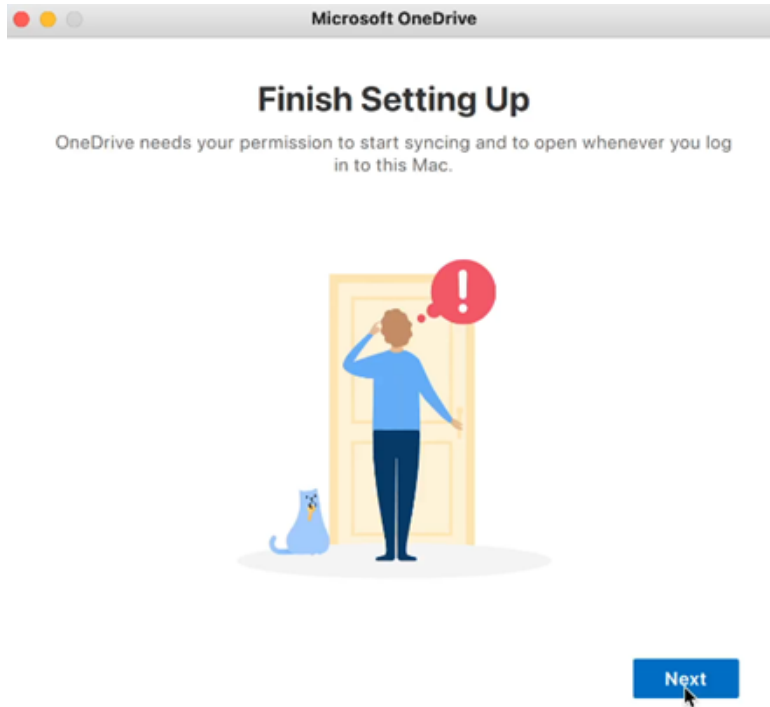 Microsoft OneDrive
Finish Setting Up
OneDrive needs your permission to start syncing and to open whenever you log
in to this Mac.
!
Next